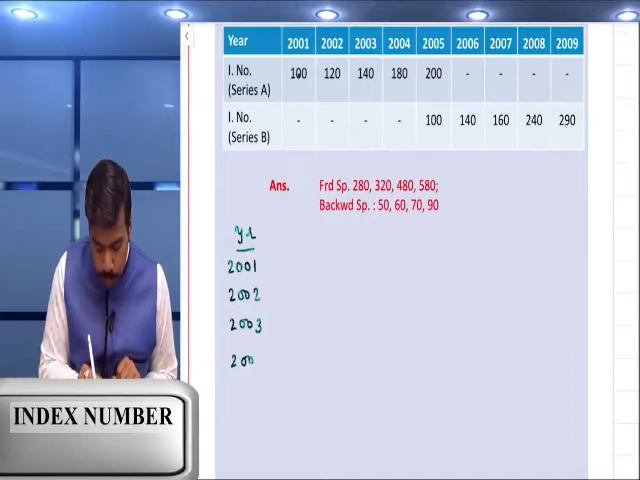 Year 2001 2002 2003 2004 2005 2006 2007 2008 2009
I. No. (Series A) 100 120 140 180 200 - - - -
I. No. (Series B) - - - - 100 140 160 240 290
Ans. Frd Sp. 280, 320, 480, 580;
Backwd Sp. : 50, 60, 70, 90
Yr
2001
2002
2003
200
INDEX NUMBER